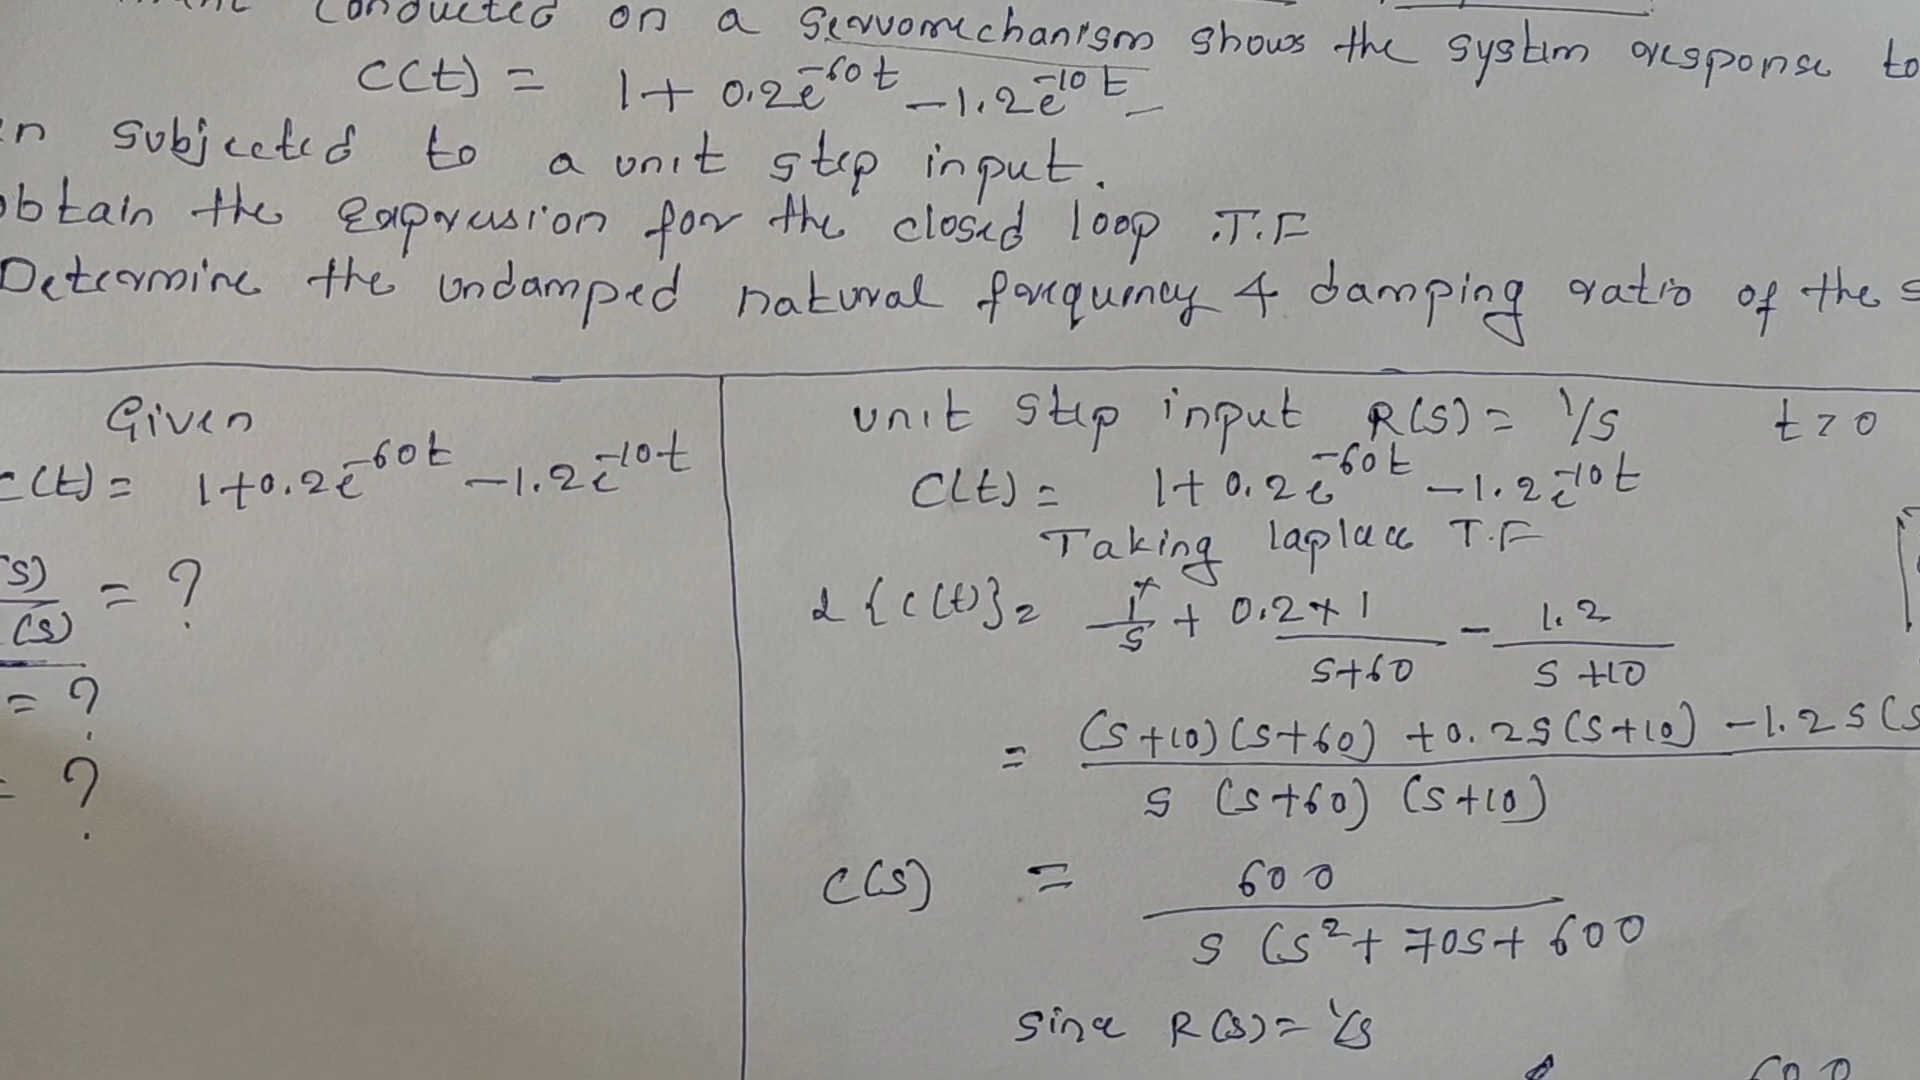 conducted on a servomechanism shows the system response to
c(t) = 1 + 0.2e^-60t - 1.2e^-10t
subjected to a unit step input.
obtain the expression for the closed loop .T.F
Determine the undamped natural frequency & damping ratio of the
Given
c(t) = 1+0.2e^-60t - 1.2e^-10t
= ?
= ?
= ?
unit step input R(s) = 1/s t≥0
c(t) = 1+0.2e^-60t - 1.2e^-10t
Taking laplace T.F
L{c(t)} = 1/s + 0.2×1/(s+60) - 1.2/(s+10)
= (s+10)(s+60) +0.2s(s+10) -1.2s(s
s (s+60) (s+10)
c(s) = 600
s (s²+70s+600
since R(s) = 1/s
600